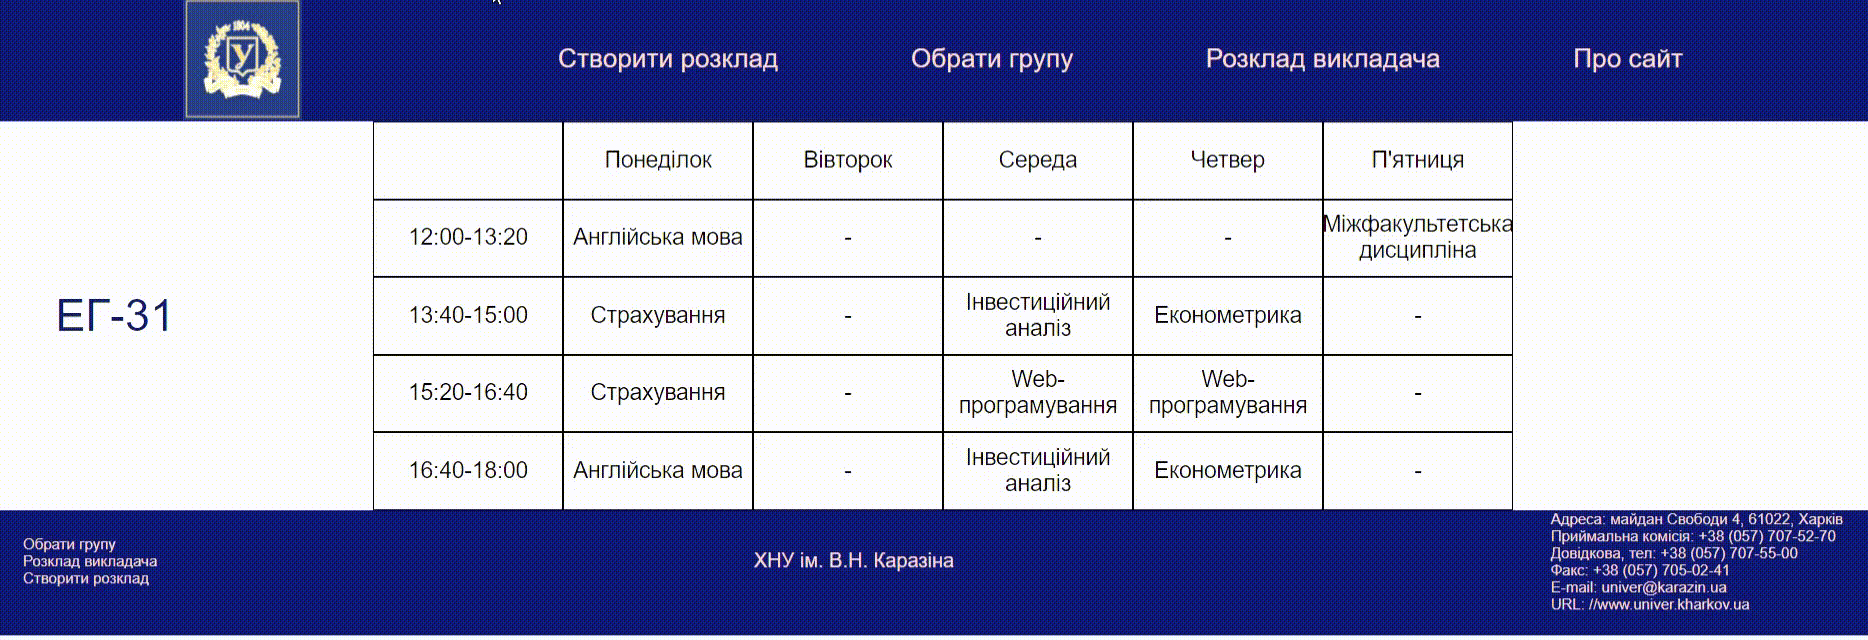 1804
У
Створити розклад
Обрати групу
Розклад викладача
Про сайт
Понеділок
Вівторок
Середа
Четвер
П'ятниця
12:00-13:20
Англійська мова
-
-
-
Міжфакультетська
дисципліна
ЕГ-31
13:40-15:00
Страхування
-
Інвестиційний
аналіз
Економетрика
-
15:20-16:40
Страхування
-
Web-
програмування
Web-
програмування
-
16:40-18:00
Англійська мова
-
Інвестиційний
аналіз
Економетрика
-
Обрати групу
Розклад викладача
Створити розклад
ХНУ ім. В.Н. Каразіна
Адреса: майдан Свободи 4, 61022, Харків
Приймальна комісія: +38 (057) 707-52-70
Довідкова, тел: +38 (057) 707-55-00
Факс: +38 (057) 705-02-41
E-mail: univer@karazin.ua
URL: //www.univer.kharkov.ua